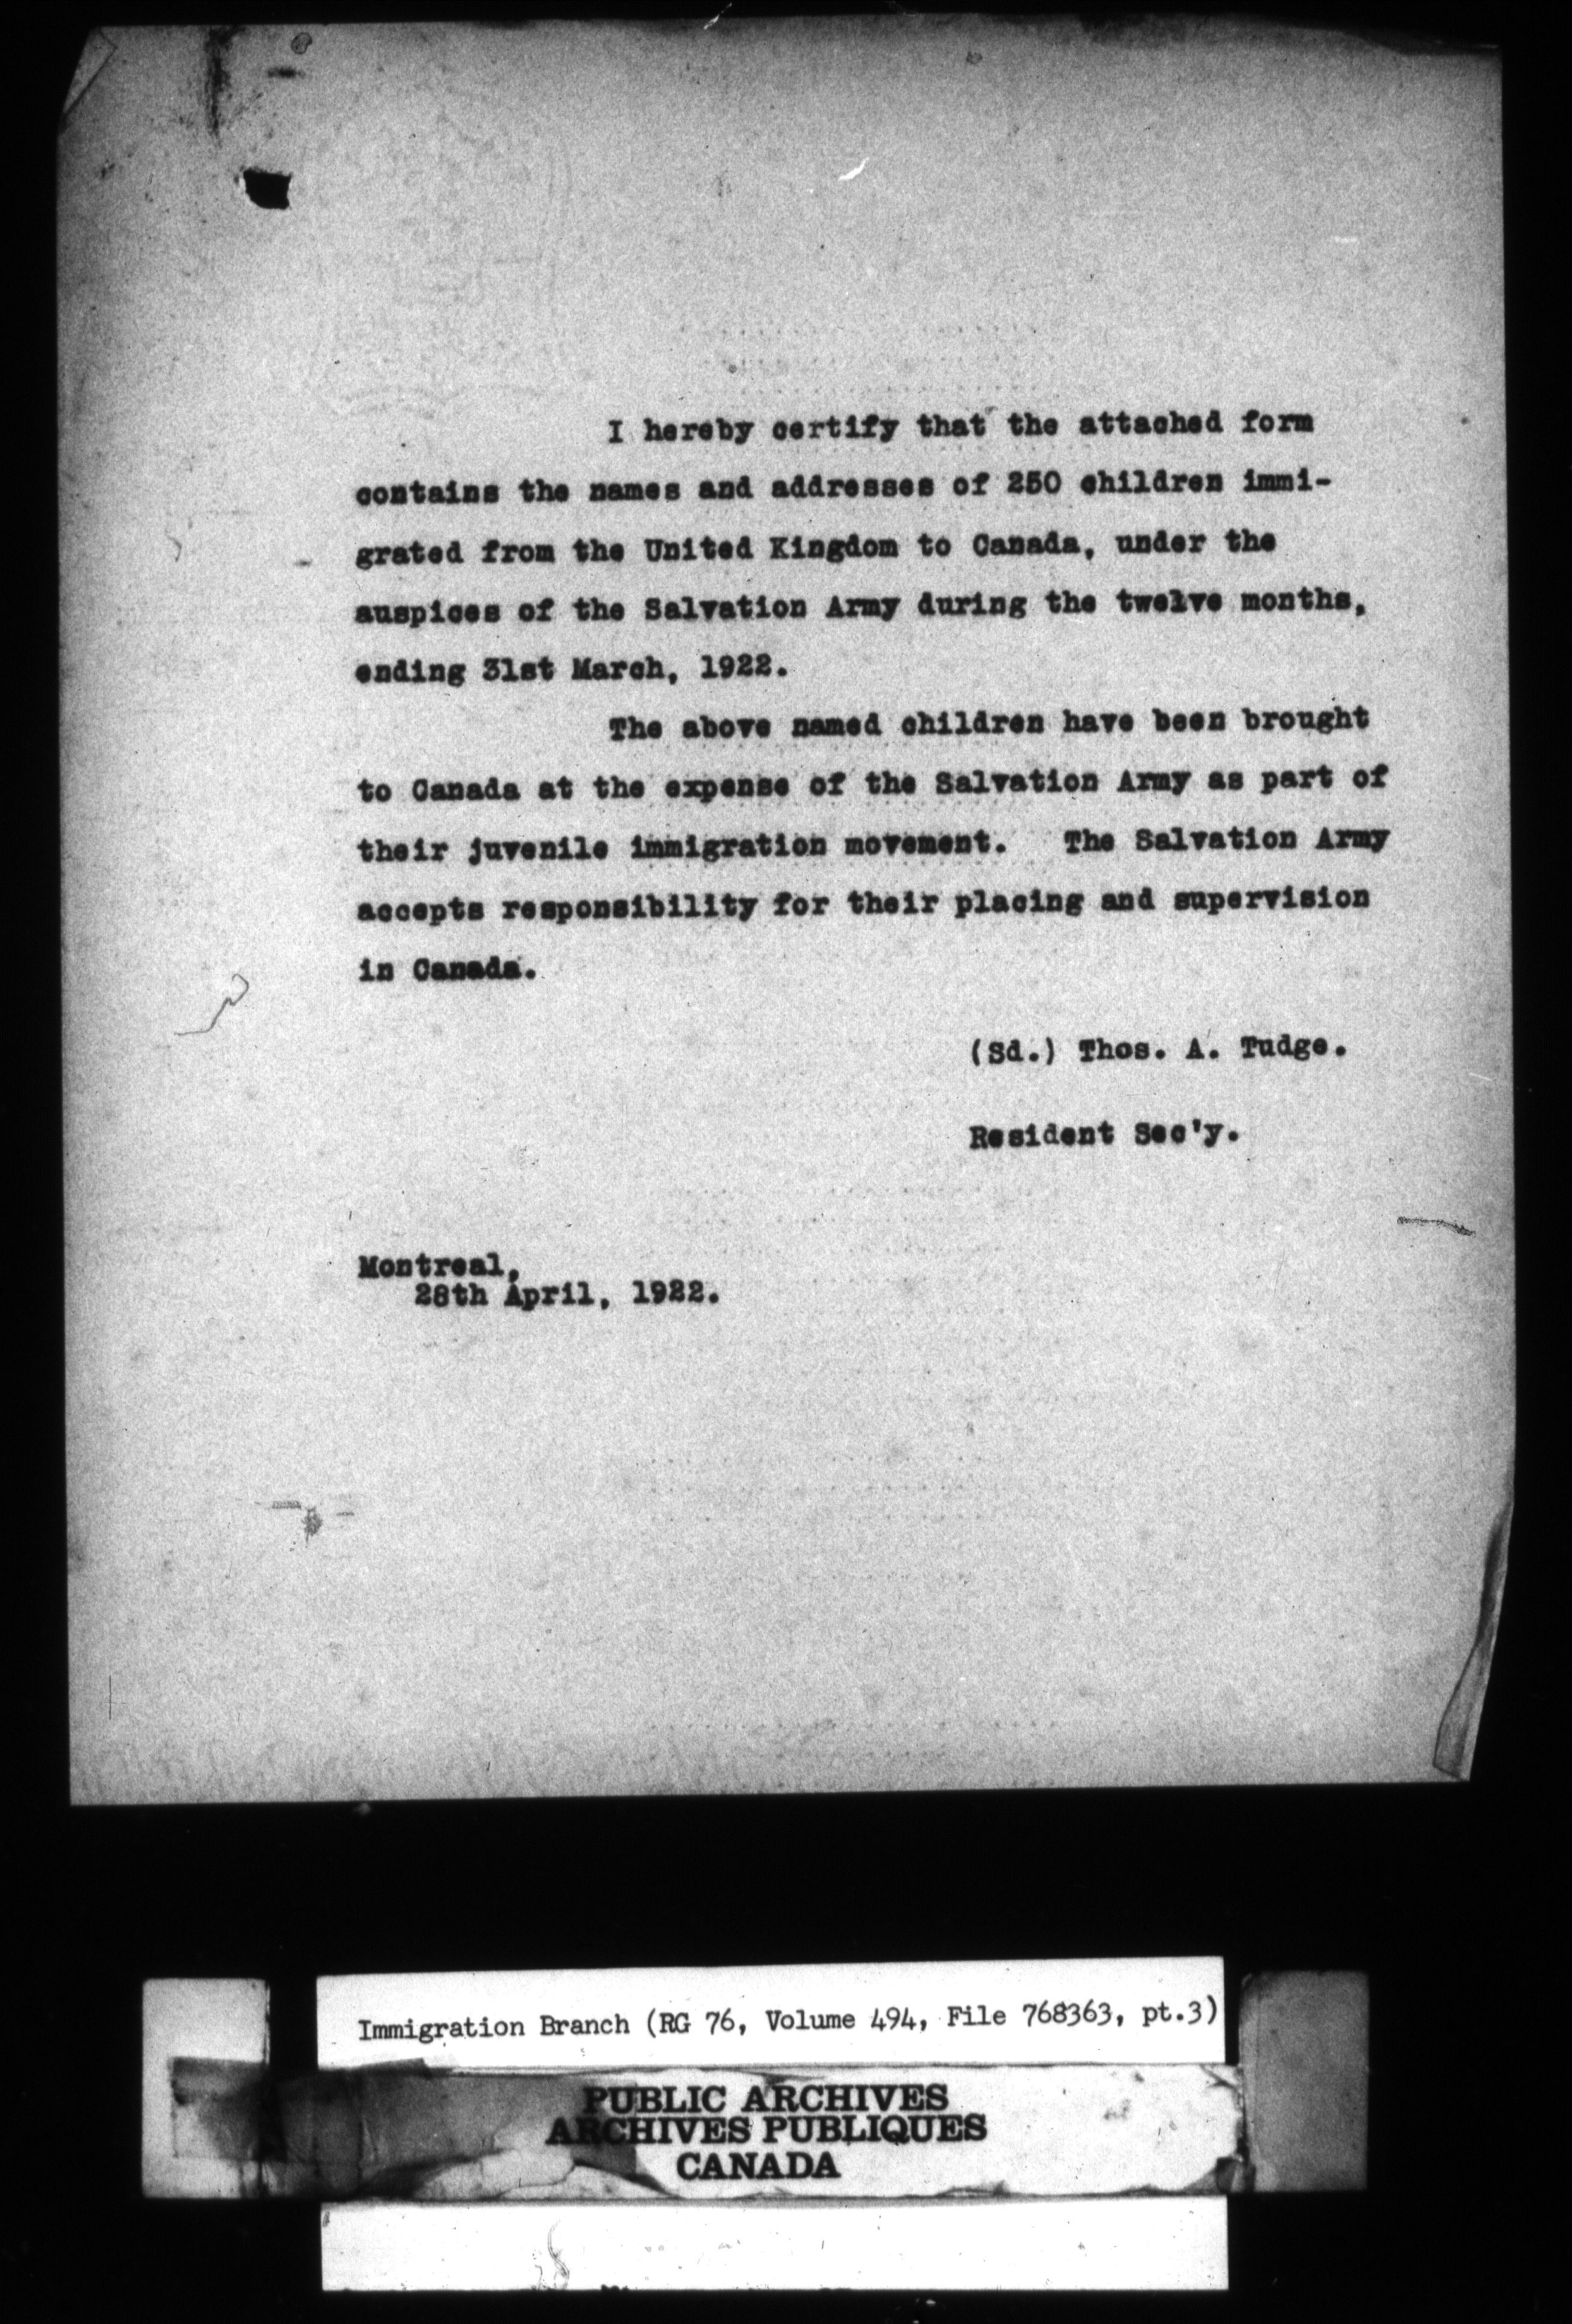 I hereby certify that the attached form
contains the names and addresses of 250 children immi-
grated from the United Kingdom to Canada, under the
auspices of the Salvation Army during the twelve months,
ending 31st March, 1922.
The above named children have been brought
to Canada at the expense of the Salvation Army as part of
their juvenile immigration movement. The Salvation Army
accepts responsibility for their placing and supervision
in Canada.
(Sd.) Thos. A. Tudge.
Resident Sec'y.
Montreal,
28th April, 1922.
Immigration Branch (RG 76, Volume 494, File 768363, pt.3)
PUBLIC ARCHIVES
ARCHIVES PUBLIQUES
CANADA